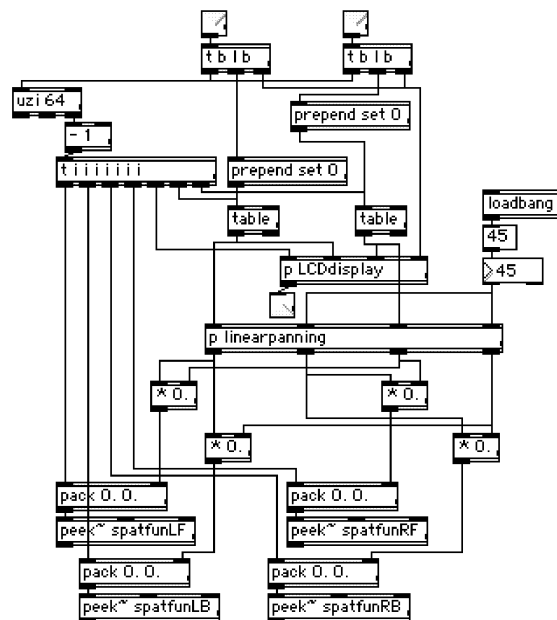 t b l b
t b l b
uzi 64
prepend set 0
- 1
t i i i i i i i
prepend set 0
loadbang
table
table
45
p LCDdisplay
45
p linearpanning
* 0.
* 0.
* 0.
* 0.
pack 0. 0.
pack 0. 0.
peek~ spatfunLF
peek~ spatfunRF
pack 0. 0.
pack 0. 0.
peek~ spatfunLB
peek~ spatfunRB